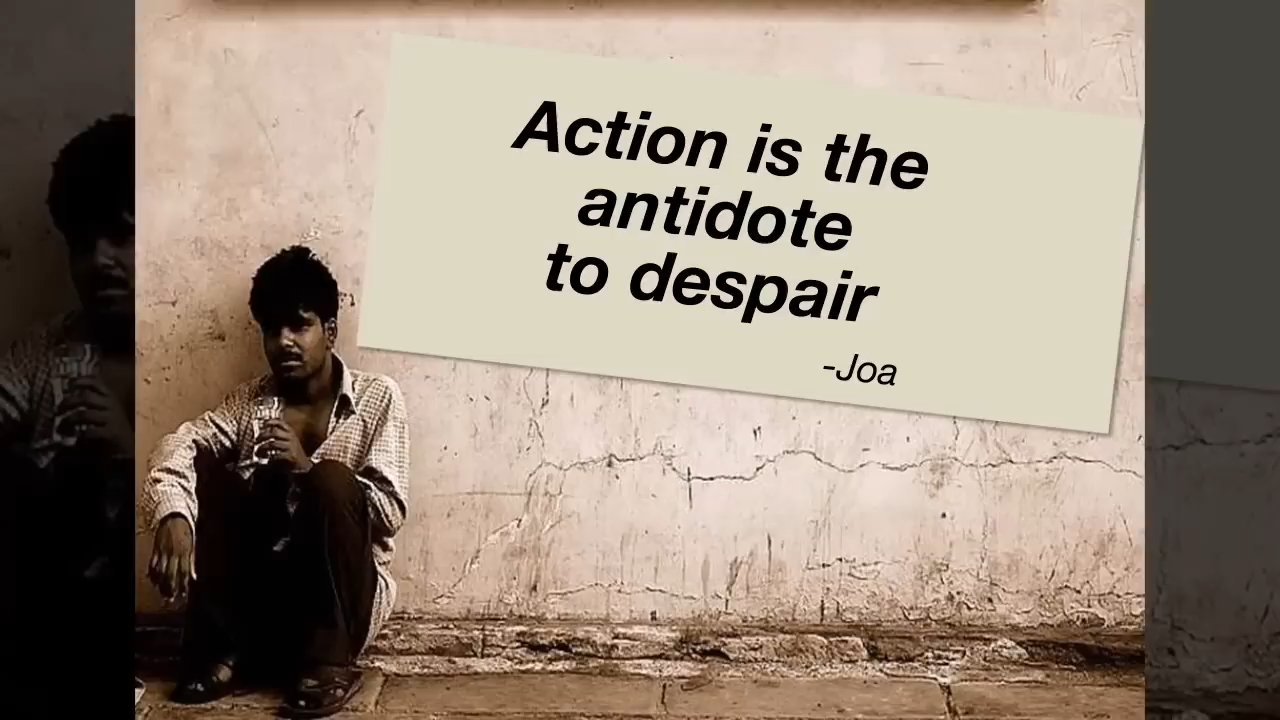 Action is the
antidote
to despair
-Joa